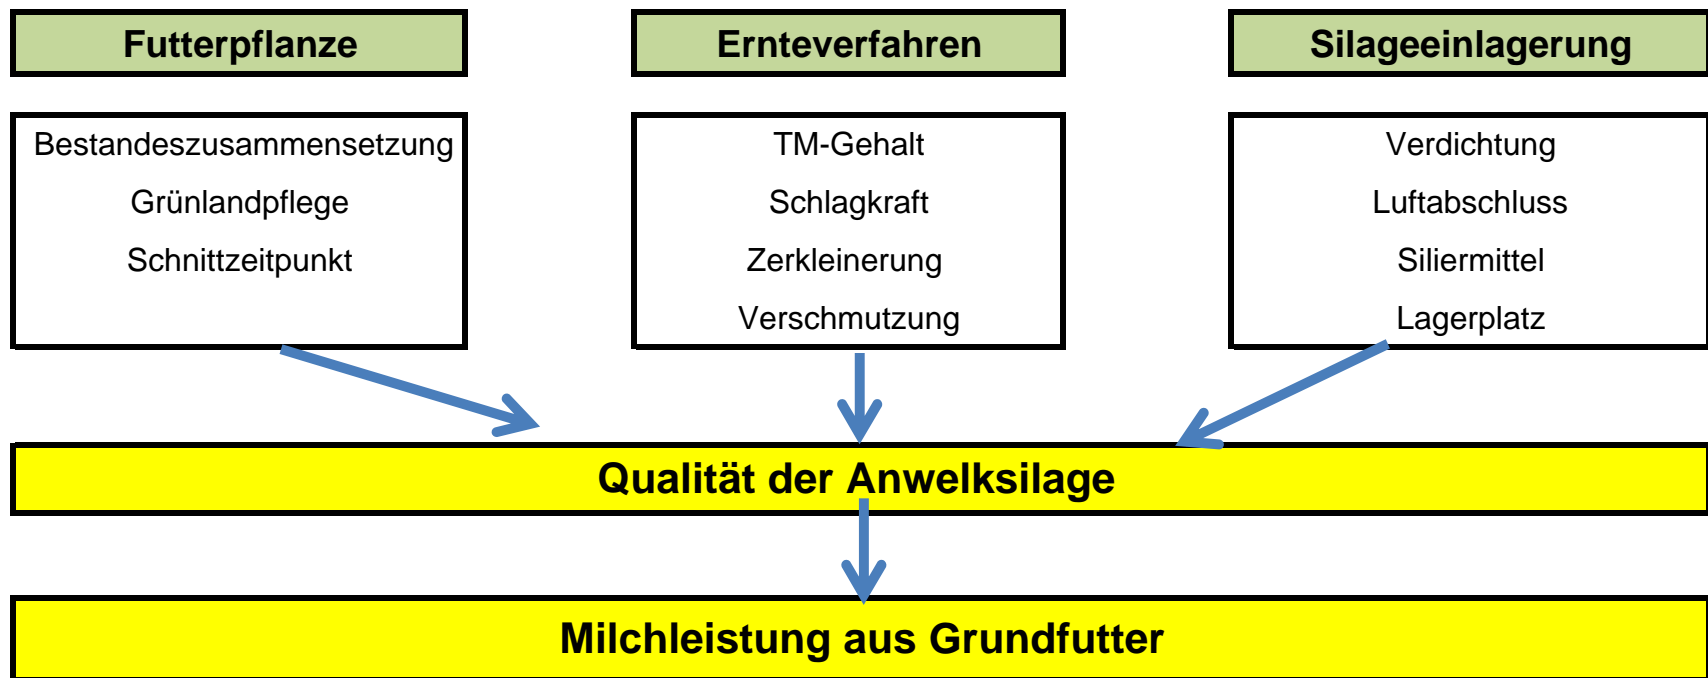 Futterpflanze
Bestandeszusammensetzung
Grünlandpflege
Schnittzeitpunkt
Ernteverfahren
TM-Gehalt
Schlagkraft
Zerkleinerung
Verschmutzung
Silageeinlagerung
Verdichtung
Luftabschluss
Siliermittel
Lagerplatz
Qualität der Anwelksilage
Milchleistung aus Grundfutter